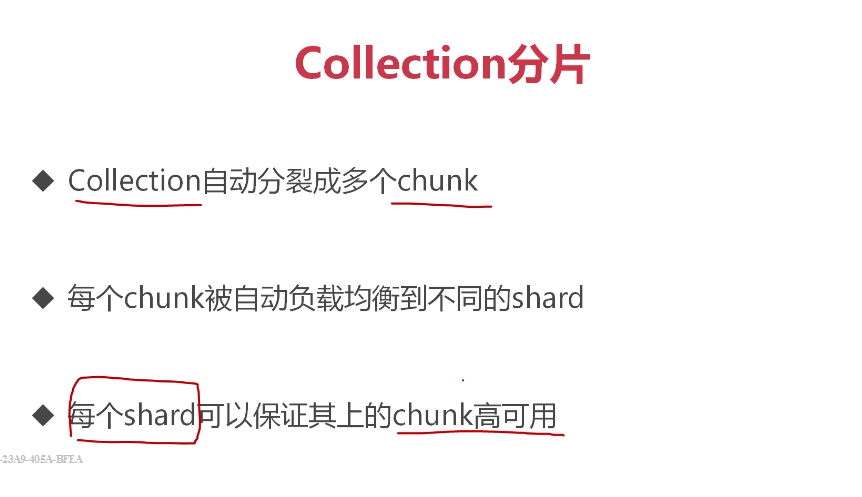 Collection分片
◆ Collection自动分裂成多个chunk
◆ 每个chunk被自动负载均衡到不同的shard
◆ 每个shard可以保证其上的chunk高可用
-23A9-405A-BFEA